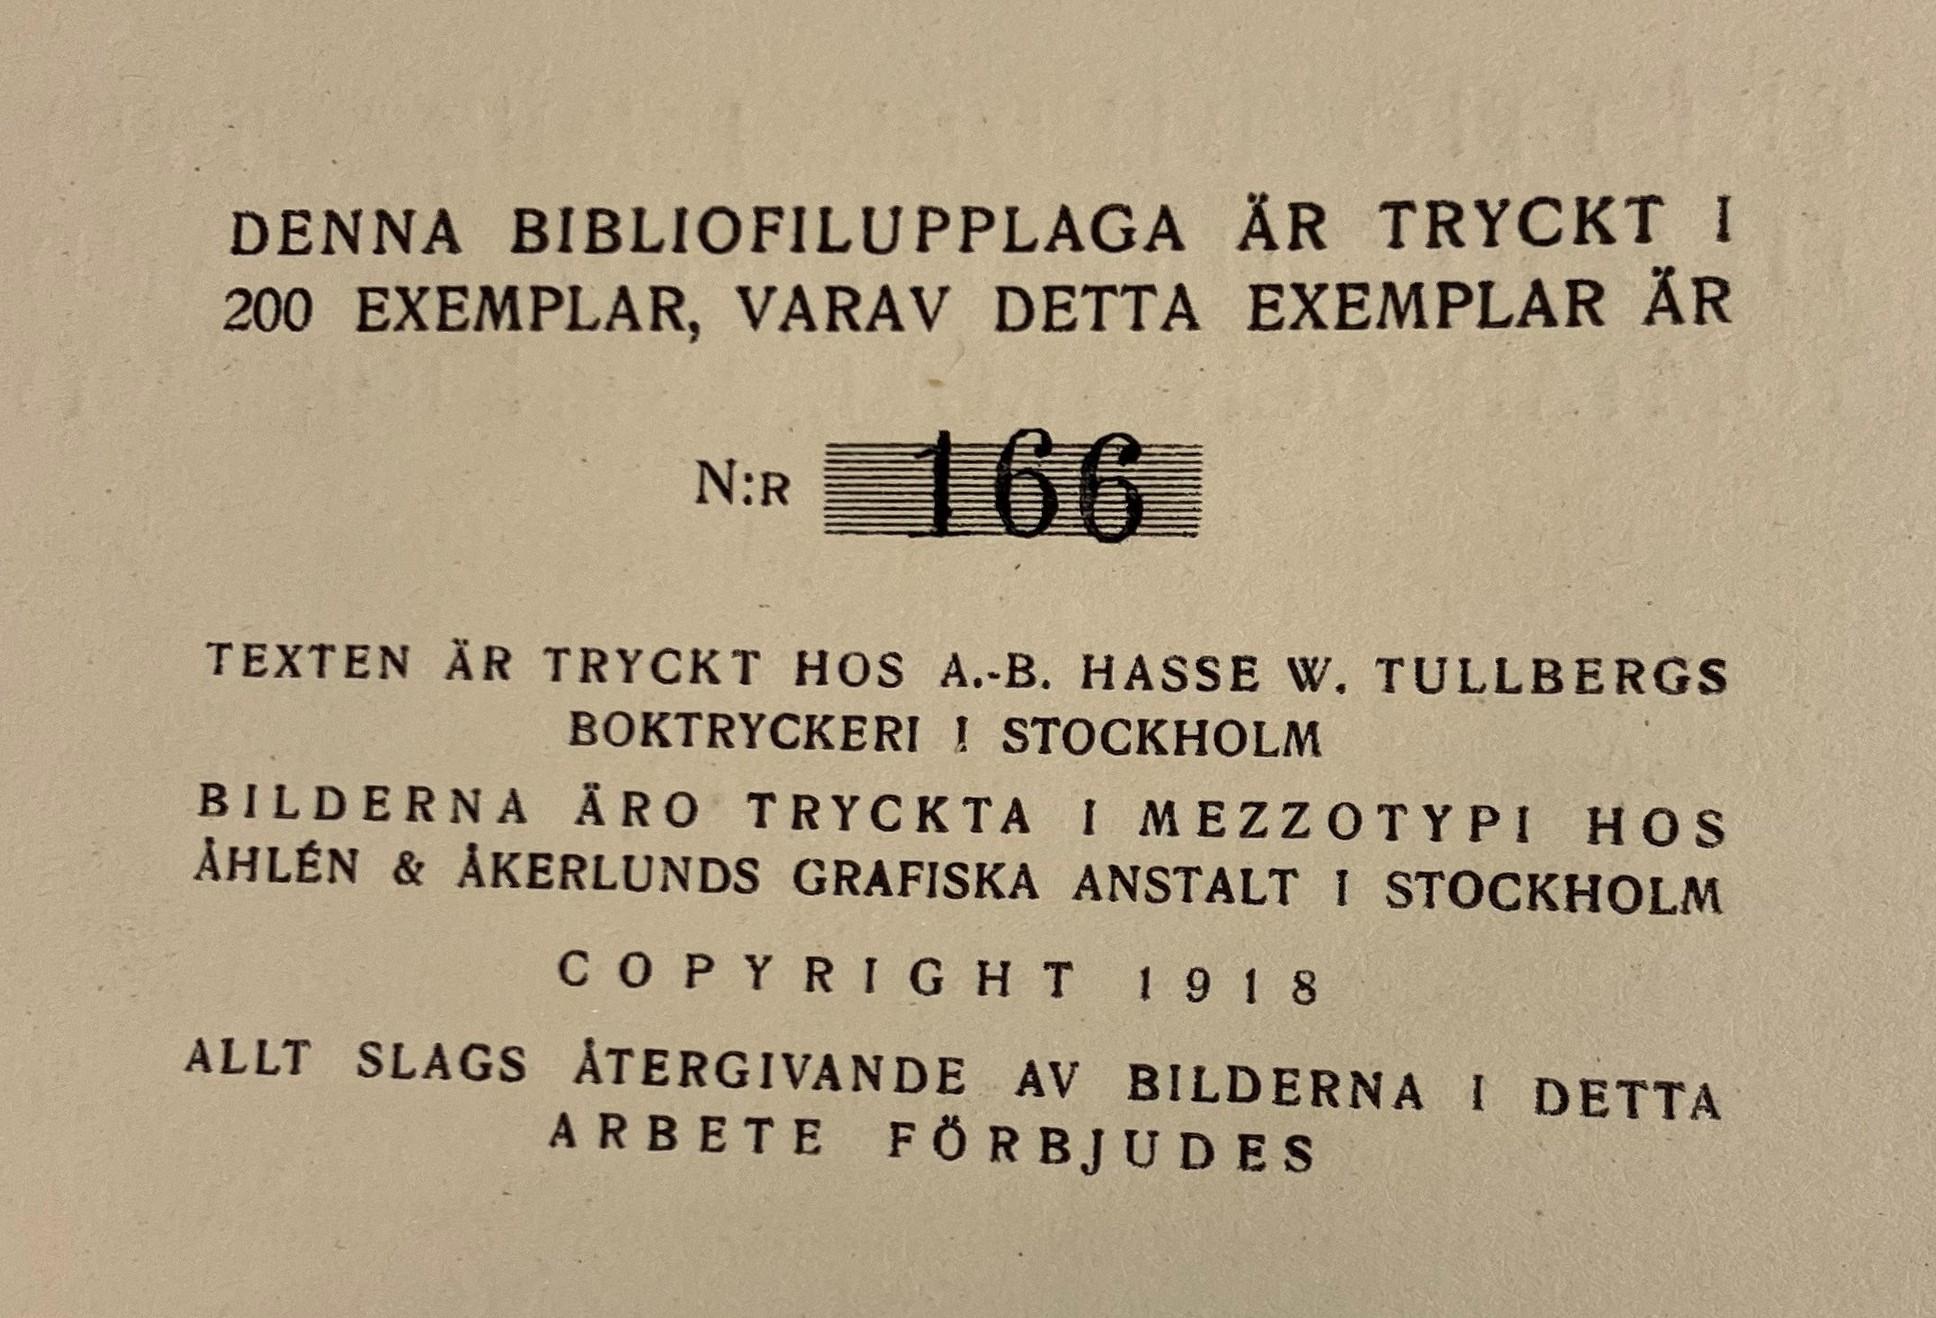 DENNA BIBLIOFILUPPLAGA ÄR TRYCKT I
200 EXEMPLAR, VARAV DETTA EXEMPLAR ÄR
N:R 166
TEXTEN ÄR TRYCKT HOS A.-B. HASSE W. TULLBERGS
BOKTRYCKERI I STOCKHOLM
BILDERNA ÄRO TRYCKTA I MEZZOTYPI HOS
ÅHLÉN & ÅKERLUNDS GRAFISKA ANSTALT I STOCKHOLM
COPYRIGHT 1918
ALLT SLAGS ÅTERGIVANDE AV BILDERNA I DETTA
ARBETE FÖRBJUDES